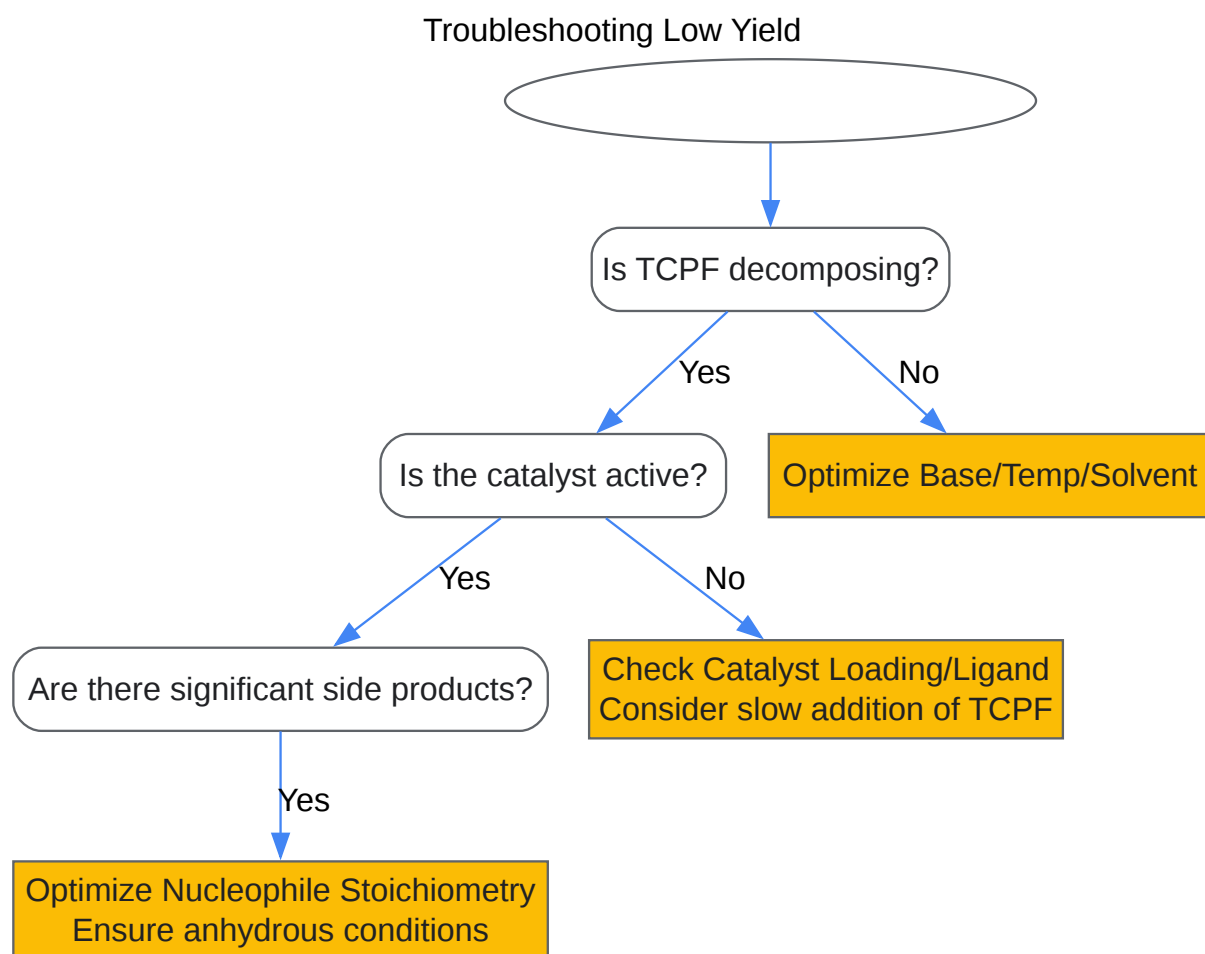 Troubleshooting Low Yield
Is TCPF decomposing?
Yes
No
Is the catalyst active?
Optimize Base/Temp/Solvent
Yes
No
Are there significant side products?
Check Catalyst Loading/Ligand
Consider slow addition of TCPF
Yes
Optimize Nucleophile Stoichiometry
Ensure anhydrous conditions